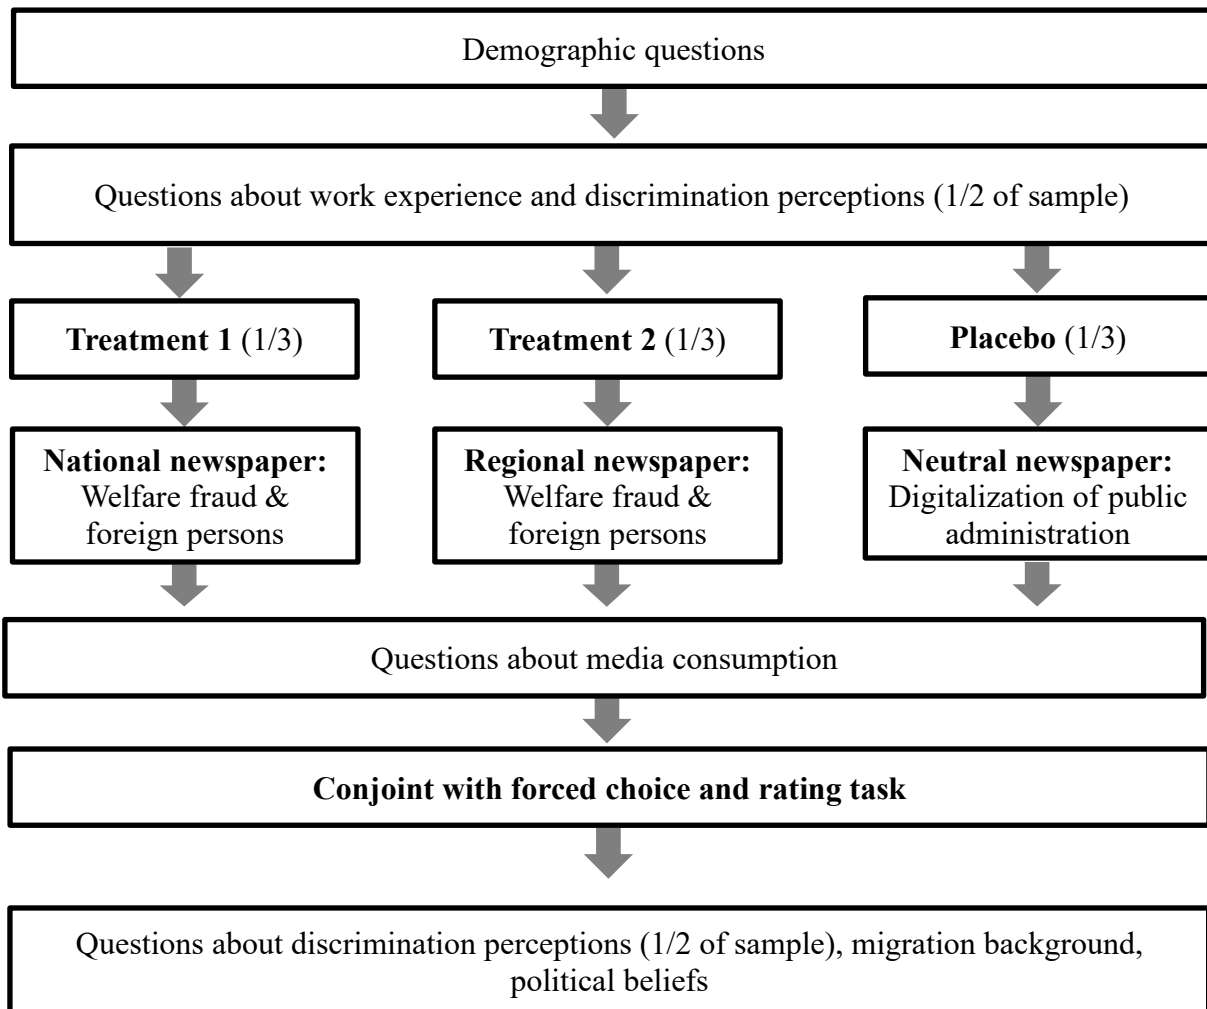 Demographic questions
Questions about work experience and discrimination perceptions (1/2 of sample)
Treatment 1 (1/3)
Treatment 2 (1/3)
Placebo (1/3)
National newspaper:
Welfare fraud &
foreign persons
Regional newspaper:
Welfare fraud &
foreign persons
Neutral newspaper:
Digitalization of public
administration
Questions about media consumption
Conjoint with forced choice and rating task
Questions about discrimination perceptions (1/2 of sample), migration background,
political beliefs